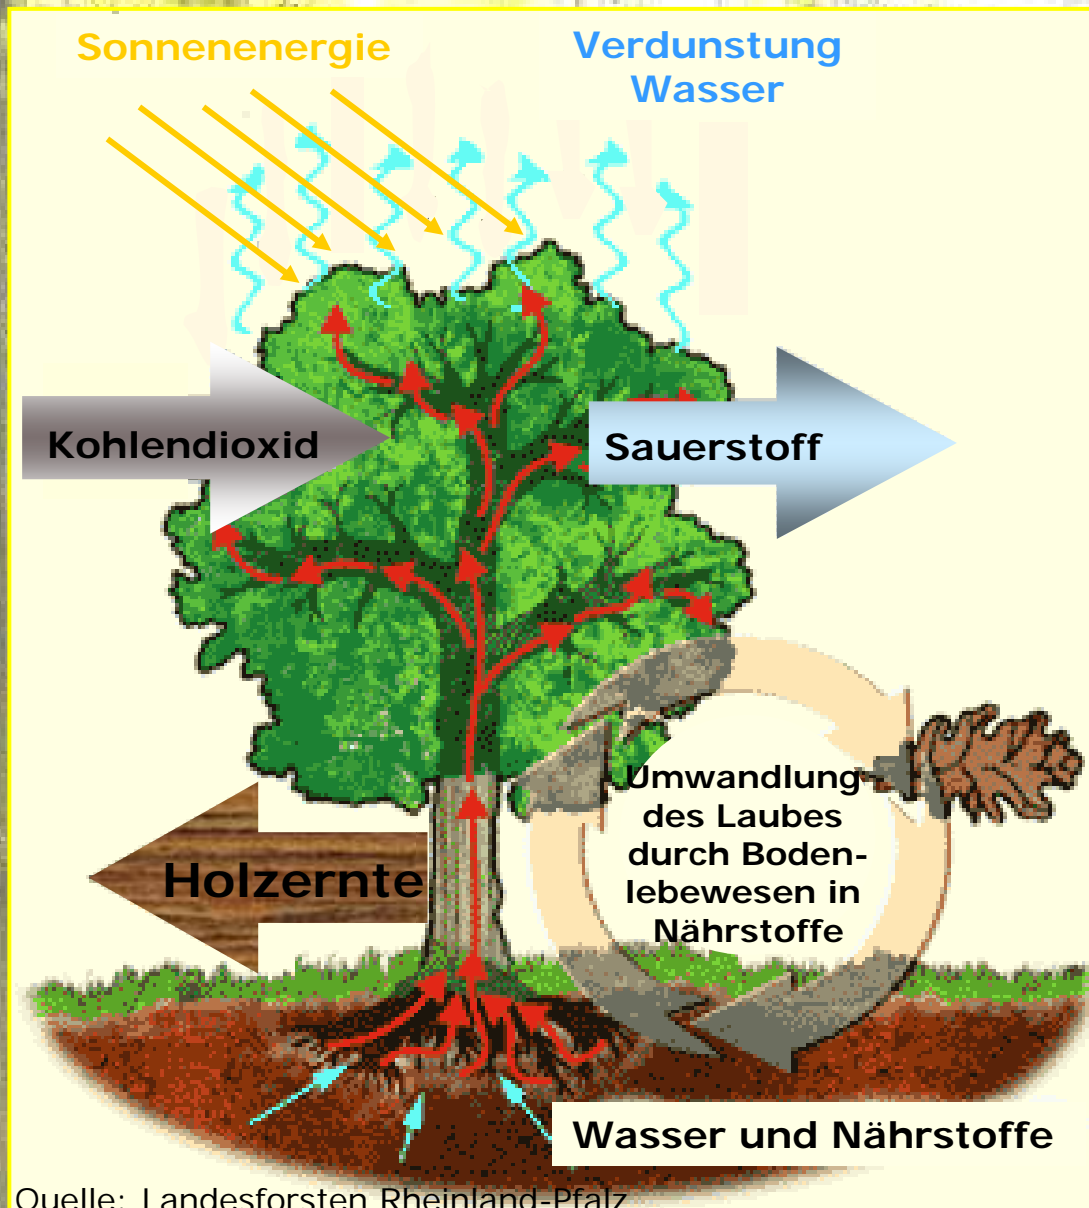 Sonnenenergie
Verdunstung
Wasser
Kohlendioxid
Sauerstoff
Umwandlung
des Laubes
durch Boden-
lebewesen in
Nährstoffe
Holzernte
Wasser und Nährstoffe
Quelle: Landesforsten Rheinland-Pfalz